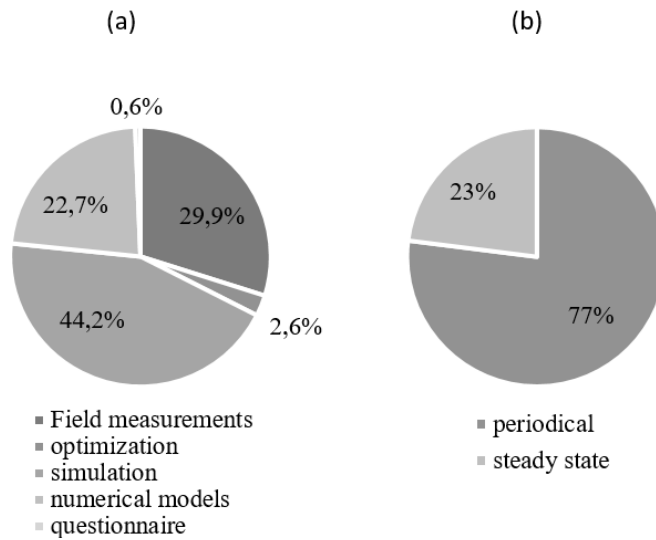 (a)
(b)
0,6%
29,9%
22,7%
44,2%
2,6%
23%
77%
Field measurements
optimization
simulation
numerical models
questionnaire
periodical
steady state